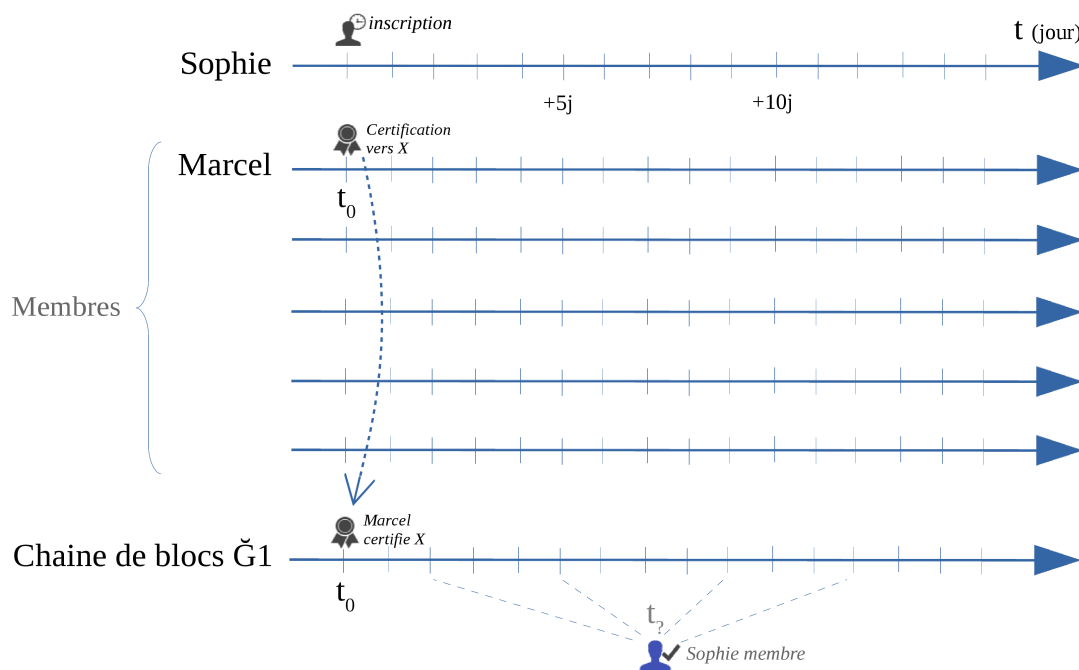 inscription
t (jour)
Sophie
+5j
+10j
Certification
vers X
Marcel
t0
Membres
Marcel
certifie X
Chaine de blocs Ğ1
t0
t?
Sophie membre